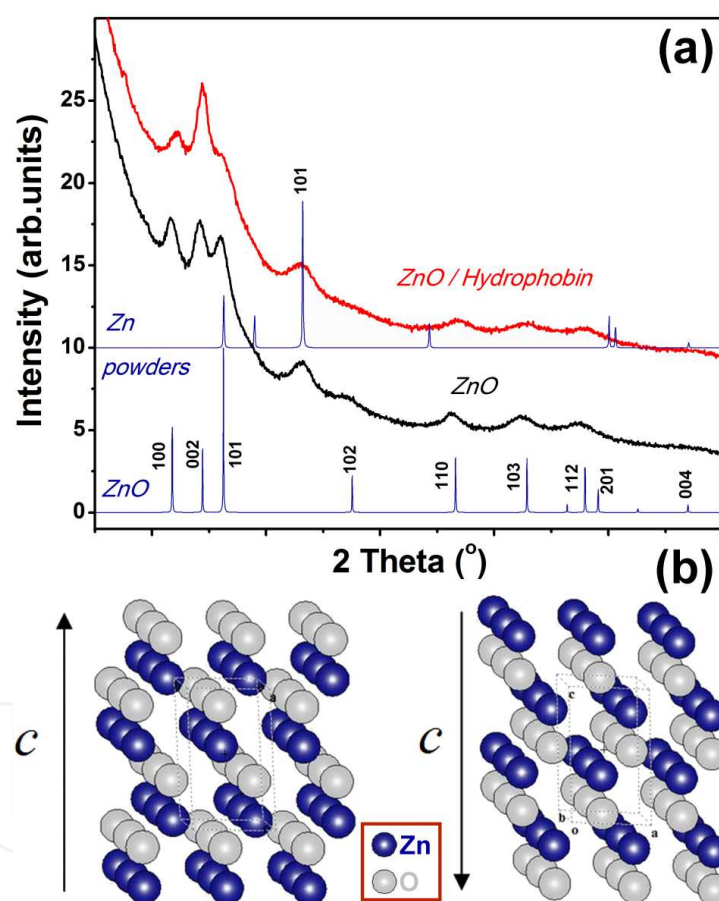 (a)
Intensity (arb.units)
25
20
15
10
5
0
101
ZnO / Hydrophobin
Zn
powders
ZnO
ZnO
100
002
101
102
110
103
112
201
004
2 Theta (o)
(b)
c
a
c
c
b
o
a
Zn
O